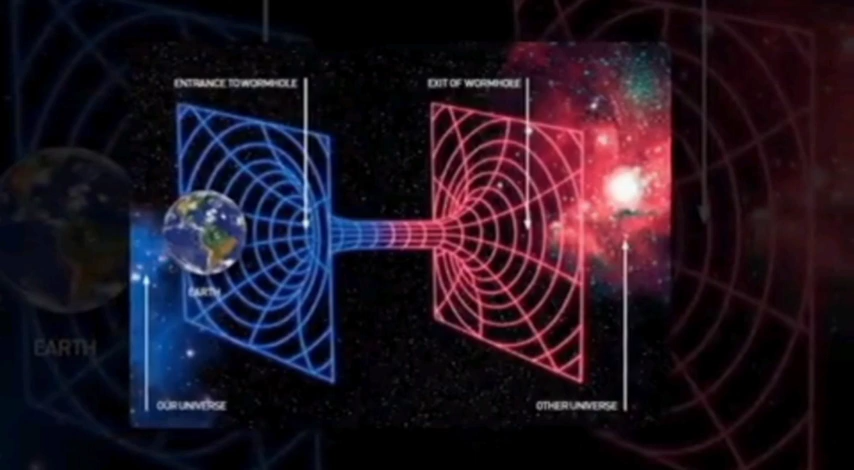 ENTRANCE TO WORMHOLE
EXIT OF WORMHOLE
EARTH
EARTH
OUR UNIVERSE
OTHER UNIVERSE